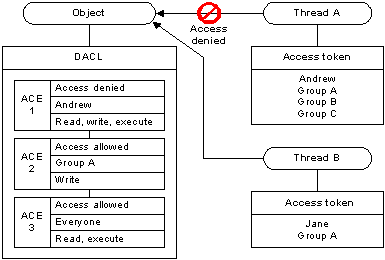 Object
Thread A
Access
denied
DACL
Access token
Andrew
Group A
Group B
Group C
ACE
1
Access denied
Andrew
Read, write, execute
ACE
2
Access allowed
Group A
Write
ACE
3
Access allowed
Everyone
Read, execute
Thread B
Access token
Jane
Group A